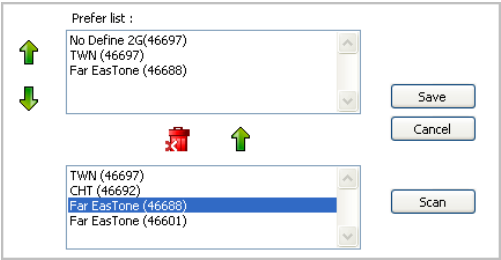 Prefer list :
No Define 2G(46697)
TWN (46697)
Far EasTone (46688)
Save
Cancel
TWN (46697)
CHT (46692)
Far EasTone (46688)
Far EasTone (46601)
Scan